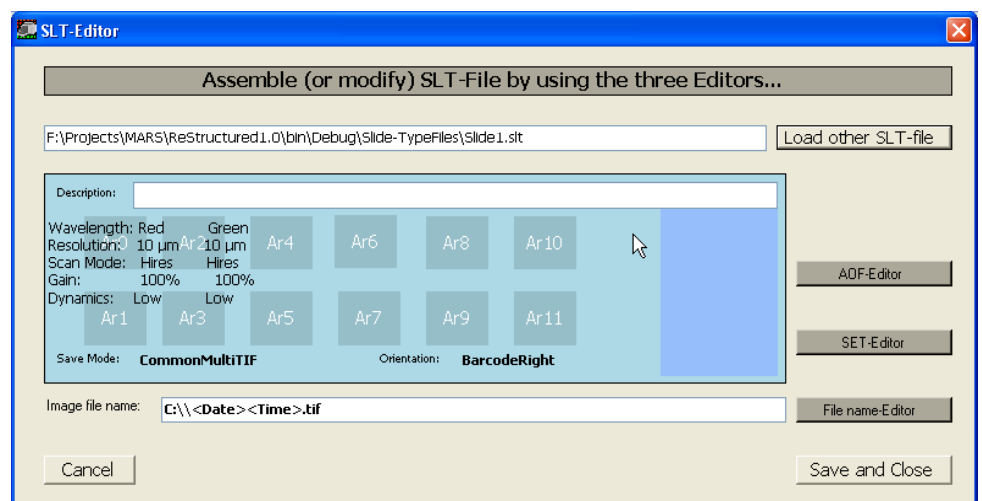 SLT-Editor
Assemble (or modify) SLT-File by using the three Editors...
F:\Projects\MARS\ReStructured1.0\bin\Debug\Slide-TypeFiles\Slide1.slt
Load other SLT-file
Description:
Wavelength: Red Green
Resolution: 10 µm 10 µm
Scan Mode: Hires Hires
Gain: 100% 100%
Dynamics: Low Low
Ar0 Ar2 Ar4 Ar6 Ar8 Ar10
Ar1 Ar3 Ar5 Ar7 Ar9 Ar11
Save Mode: CommonMultiTIF Orientation: BarcodeRight
AOF-Editor
SET-Editor
Image file name: C:\\<Date><Time>.tif
File name-Editor
Cancel
Save and Close